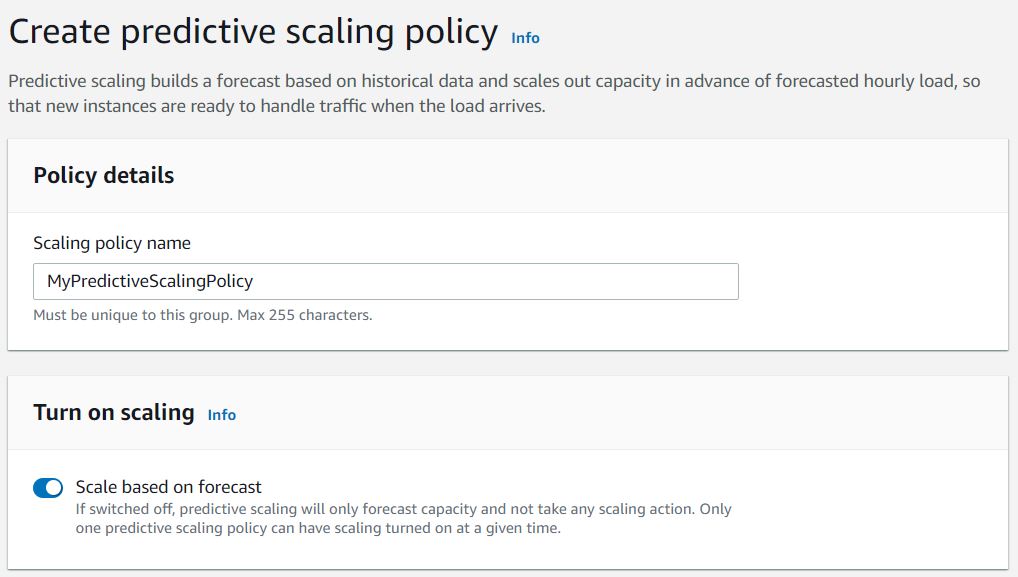 Create predictive scaling policy Info
Predictive scaling builds a forecast based on historical data and scales out capacity in advance of forecasted hourly load, so
that new instances are ready to handle traffic when the load arrives.
Policy details
Scaling policy name
MyPredictiveScalingPolicy
Must be unique to this group. Max 255 characters.
Turn on scaling Info
Scale based on forecast
If switched off, predictive scaling will only forecast capacity and not take any scaling action. Only
one predictive scaling policy can have scaling turned on at a given time.